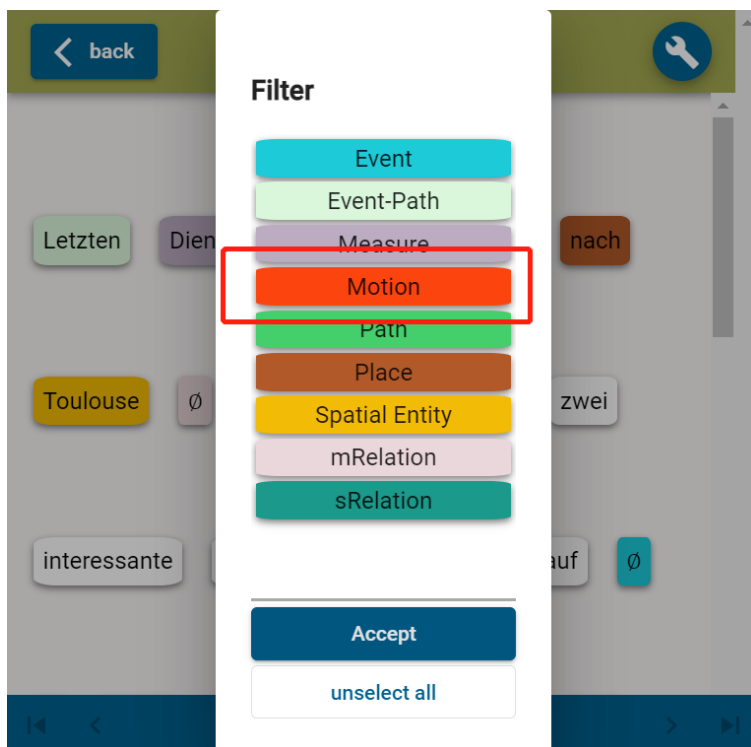 back
Filter
Event
Event-Path
Letzten Dien Measure nach
Motion
Path
Toulouse Ø Place zwei
Spatial Entity
mRelation
sRelation
interessante auf Ø
Accept
unselect all